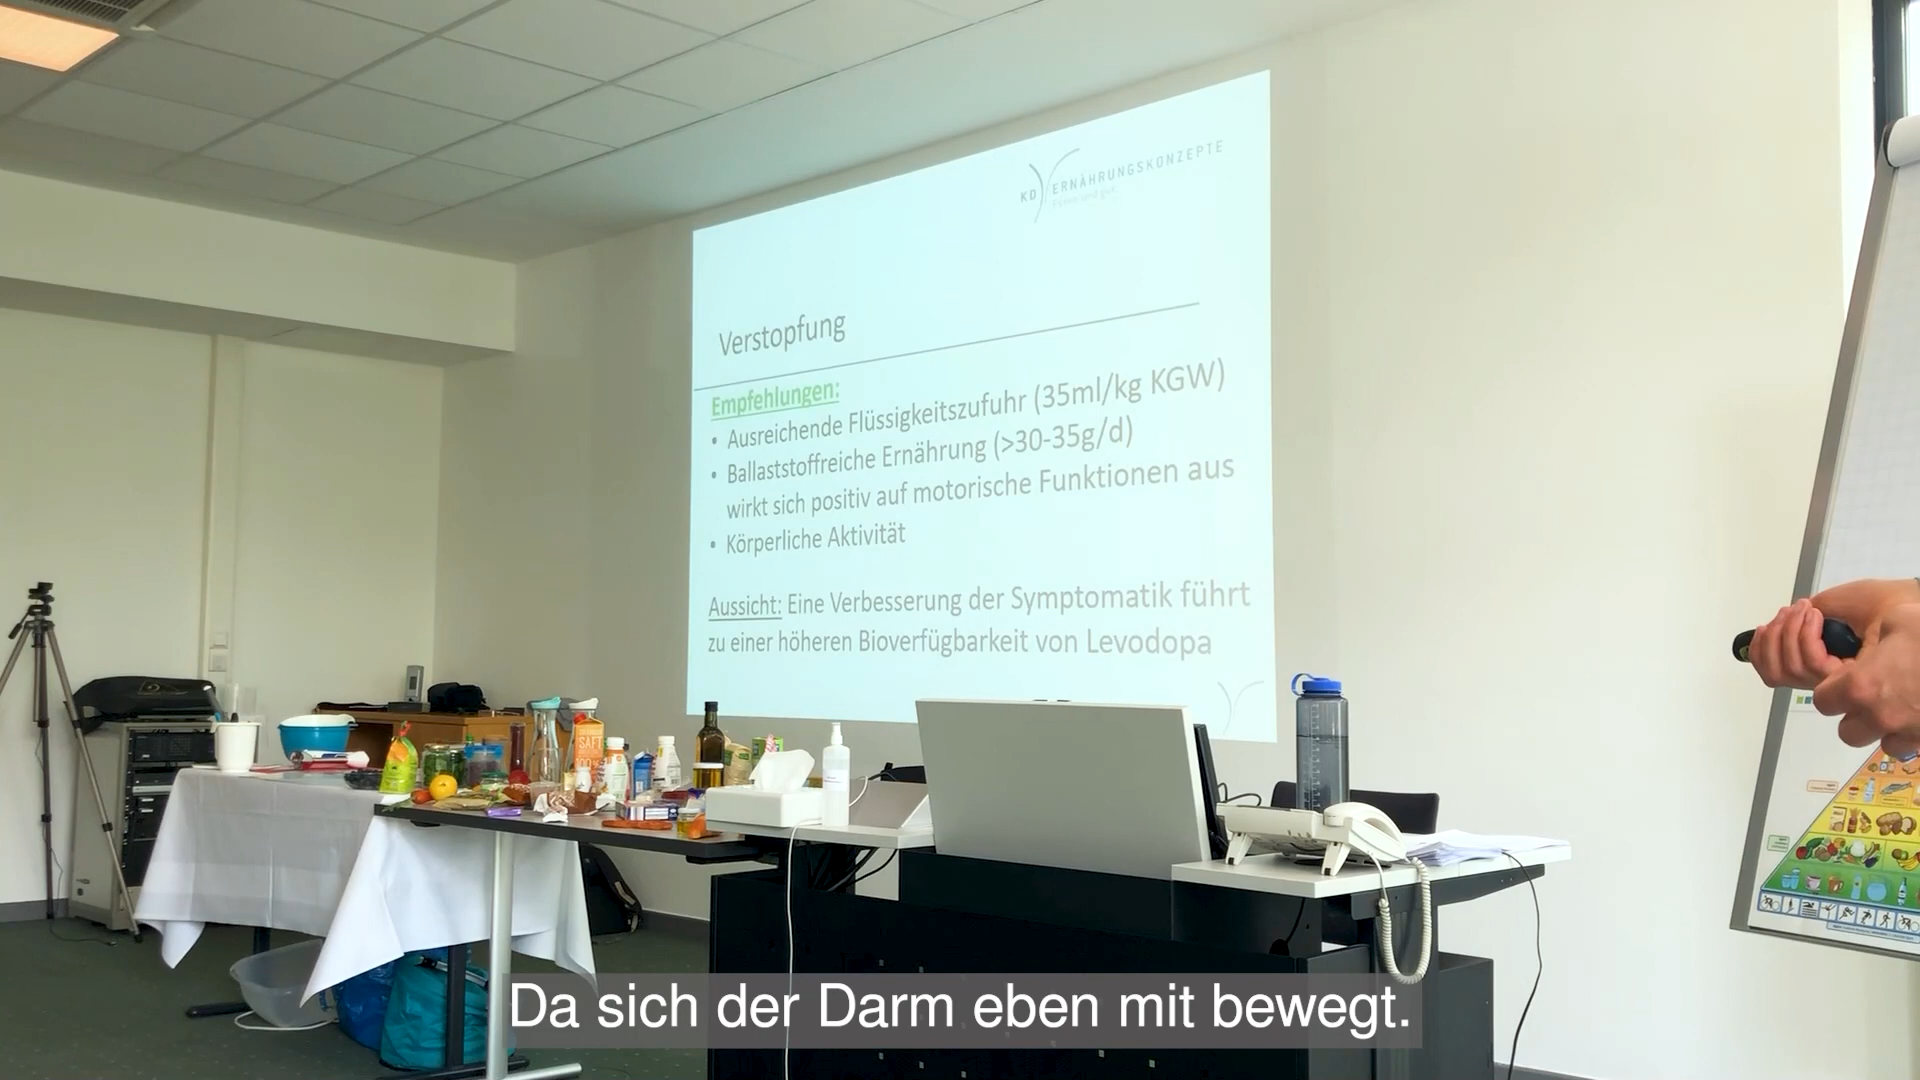 KD ERNÄHRUNGSKONZEPTE
Verstopfung
Empfehlungen:
• Ausreichende Flüssigkeitszufuhr (35ml/kg KGW)
• Ballaststoffreiche Ernährung (>30-35g/d)
wirkt sich positiv auf motorische Funktionen aus
• Körperliche Aktivität
Aussicht: Eine Verbesserung der Symptomatik führt
zu einer höheren Bioverfügbarkeit von Levodopa
SAFT
Da sich der Darm eben mit bewegt.